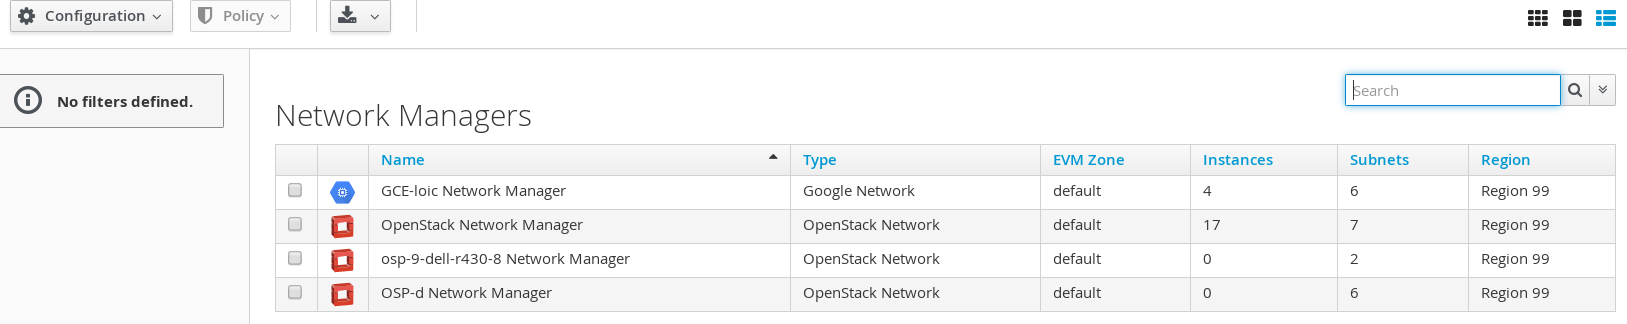 Configuration Policy
No filters defined.
Search
Network Managers
Name Type EVM Zone Instances Subnets Region
GCE-loic Network Manager Google Network default 4 6 Region 99
OpenStack Network Manager OpenStack Network default 17 7 Region 99
osp-9-dell-r430-8 Network Manager OpenStack Network default 0 2 Region 99
OSP-d Network Manager OpenStack Network default 0 6 Region 99